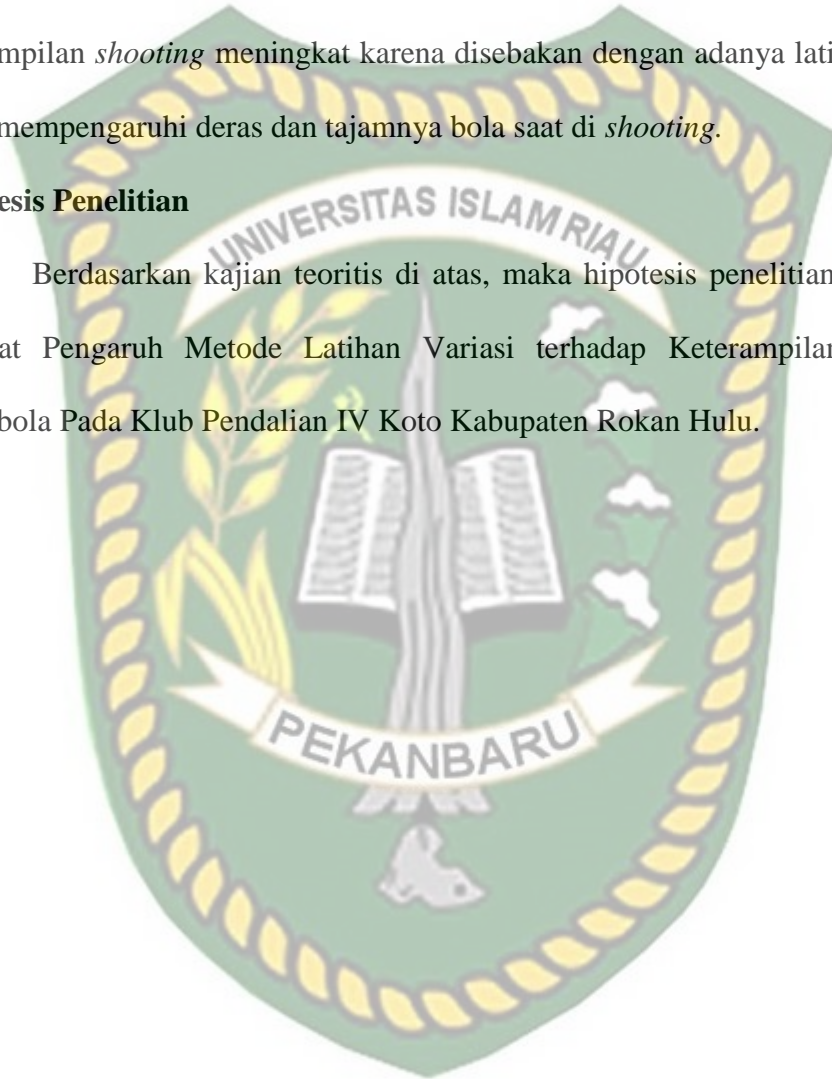 mpilan shooting meningkat karena disebakan dengan adanya lati
mempengaruhi deras dan tajamnya bola saat di shooting.
esis Penelitian
UNIVERSITAS ISLAM RIAU
Berdasarkan kajian teoritis di atas, maka hipotesis penelitian
at Pengaruh Metode Latihan Variasi terhadap Keterampilan
bola Pada Klub Pendalian IV Koto Kabupaten Rokan Hulu.
PEKANBARU